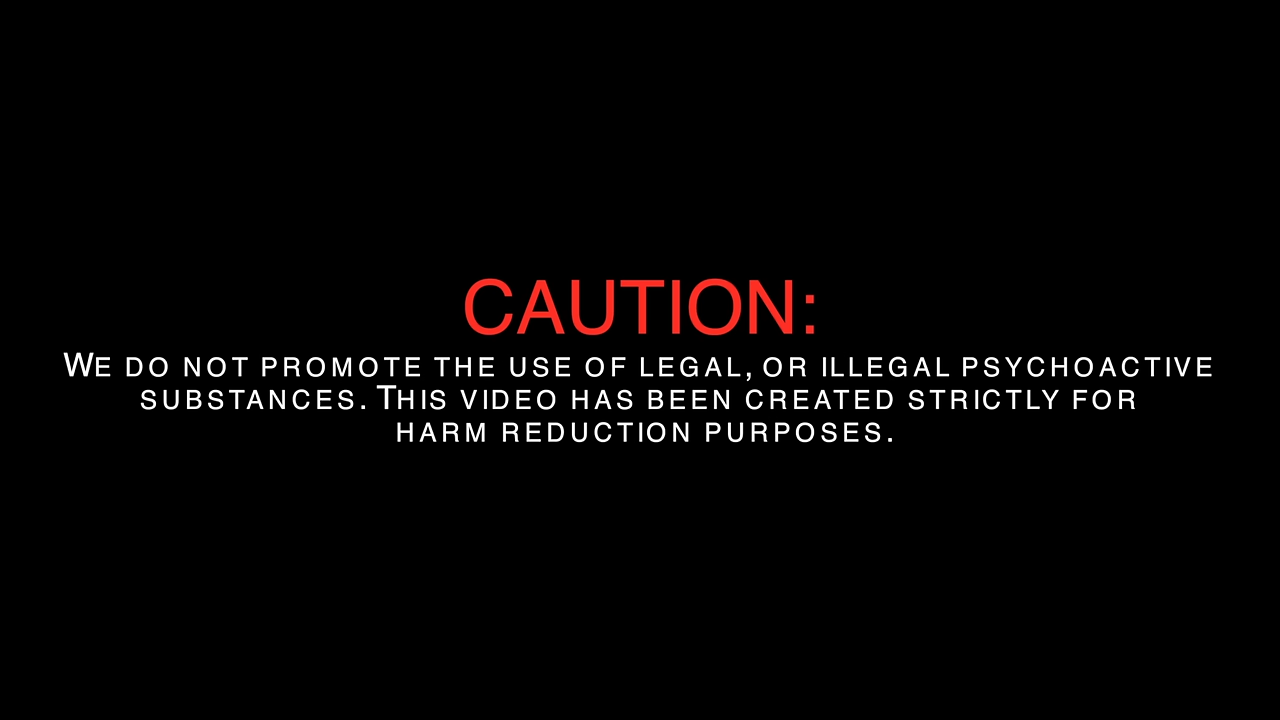 CAUTION:
WE DO NOT PROMOTE THE USE OF LEGAL, OR ILLEGAL PSYCHOACTIVE
SUBSTANCES. THIS VIDEO HAS BEEN CREATED STRICTLY FOR
HARM REDUCTION PURPOSES.